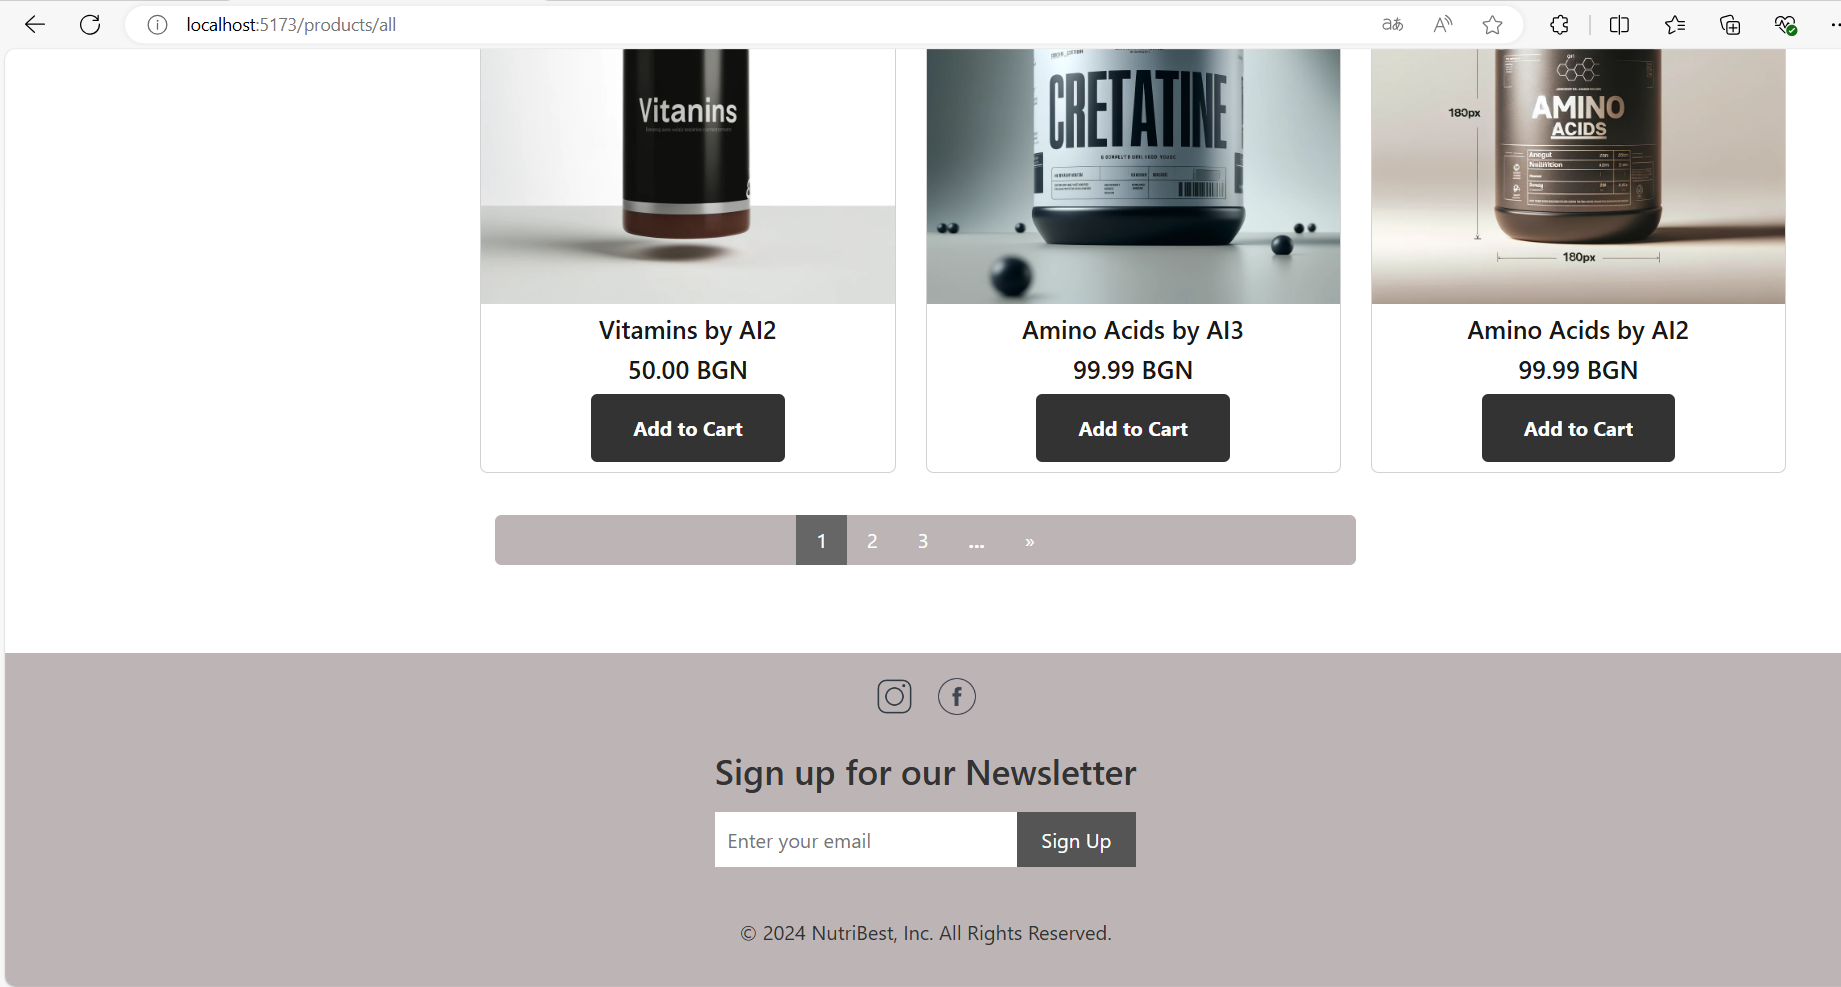 localhost:5173/products/all
Vitanins
CRETATINE
AMINO
ACIDS
180px
180px
Vitamins by AI2
50.00 BGN
Add to Cart
Amino Acids by AI3
99.99 BGN
Add to Cart
Amino Acids by AI2
99.99 BGN
Add to Cart
1 2 3 ... »
Sign up for our Newsletter
Enter your email
Sign Up
© 2024 NutriBest, Inc. All Rights Reserved.